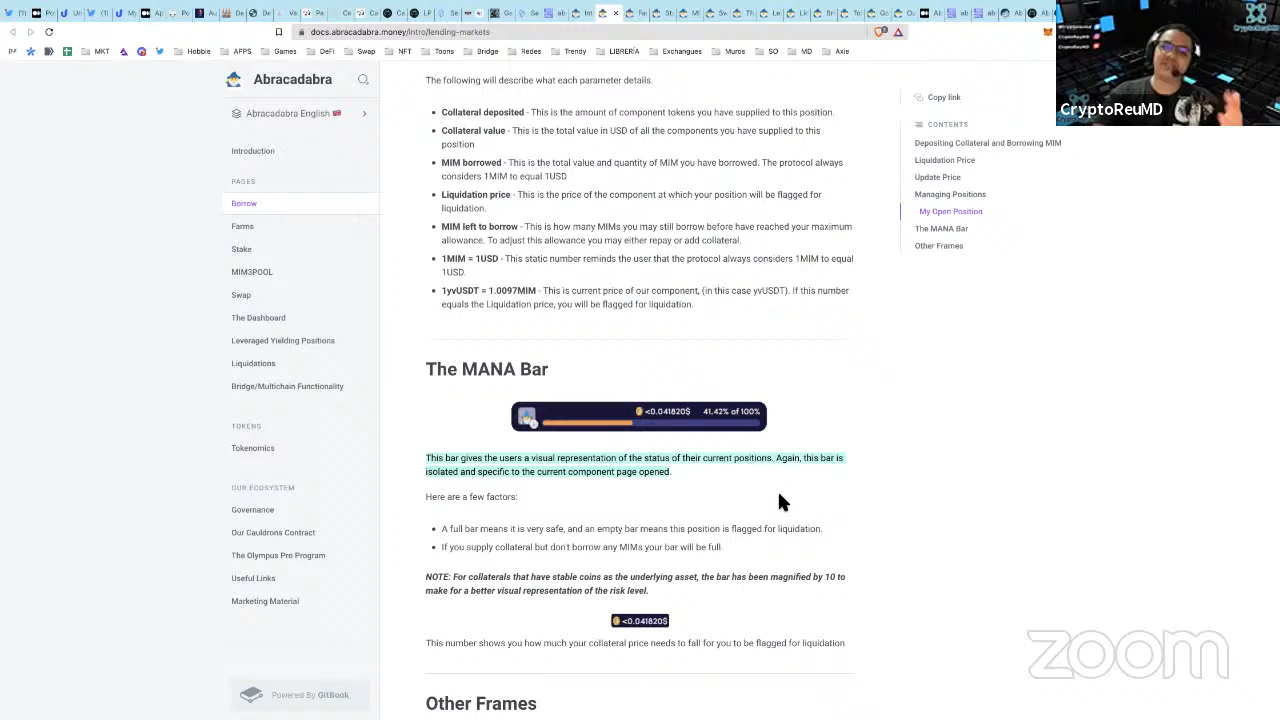 docs.abracadabra.money/intro/lending-markets
MKT
Hobbie
APPS
Games
DeFi
Swap
NFT
Toons
Bridge
Redes
Trendy
LIBRERÍA
Exchangues
Muros
SO
MD
Axie
CryptoReuMD
Abracadabra
Abracadabra English
Introduction
PAGES
Borrow
Farms
Stake
MIM3POOL
Swap
The Dashboard
Leveraged Yielding Positions
Liquidations
Bridge/Multichain Functionality
TOKENS
Tokenomics
OUR ECOSYSTEM
Governance
Our Cauldrons Contract
The Olympus Pro Program
Useful Links
Marketing Material
Powered By GitBook
The following will describe what each parameter details.
Collateral deposited - This is the amount of component tokens you have supplied to this position.
Collateral value - This is the total value in USD of all the components you have supplied to this
position
MIM borrowed - This is the total value and quantity of MIM you have borrowed. The protocol always
considers 1MIM to equal 1USD
Liquidation price - This is the price of the component at which your position will be flagged for
liquidation.
MIM left to borrow - This is how many MIMs you may still borrow before have reached your maximum
allowance. To adjust this allowance you may either repay or add collateral.
1MIM = 1USD - This static number reminds the user that the protocol always considers 1MIM to equal
1USD.
1yvUSDT = 1.0097MIM - This is current price of our component, (in this case yvUSDT). If this number
equals the Liquidation price, you will be flagged for liquidation.
The MANA Bar
<0.041820$ 41.42% of 100%
This bar gives the users a visual representation of the status of their current positions. Again, this bar is
isolated and specific to the current component page opened.
Here are a few factors:
A full bar means it is very safe, and an empty bar means this position is flagged for liquidation.
If you supply collateral but don't borrow any MIMs your bar will be full.
NOTE: For collaterals that have stable coins as the underlying asset, the bar has been magnified by 10 to
make for a better visual representation of the risk level.
<0.041820$
This number shows you how much your collateral price needs to fall for you to be flagged for liquidation
Other Frames
Copy link
CONTENTS
Depositing Collateral and Borrowing MIM
Liquidation Price
Update Price
Managing Positions
My Open Position
The MANA Bar
Other Frames
zoom